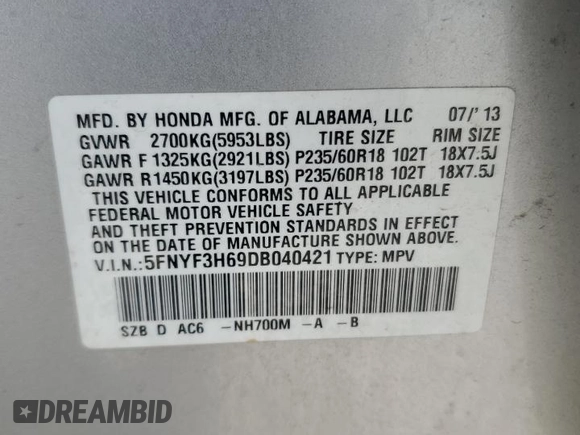 MFD. BY HONDA MFG. OF ALABAMA, LLC 07/'13
GVWR 2700KG(5953LBS) TIRE SIZE RIM SIZE
GAWR F 1325KG(2921LBS) P235/60R18 102T 18X7.5J
GAWR R 1450KG(3197LBS) P235/60R18 102T 18X7.5J
THIS VEHICLE CONFORMS TO ALL APPLICABLE
FEDERAL MOTOR VEHICLE SAFETY
AND THEFT PREVENTION STANDARDS IN EFFECT
ON THE DATE OF MANUFACTURE SHOWN ABOVE.
V.I.N.:5FNYF3H69DB040421 TYPE: MPV
SZB D AC6 -NH700M -A -B
DREAMBID